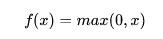 f(x) = max(0, x)